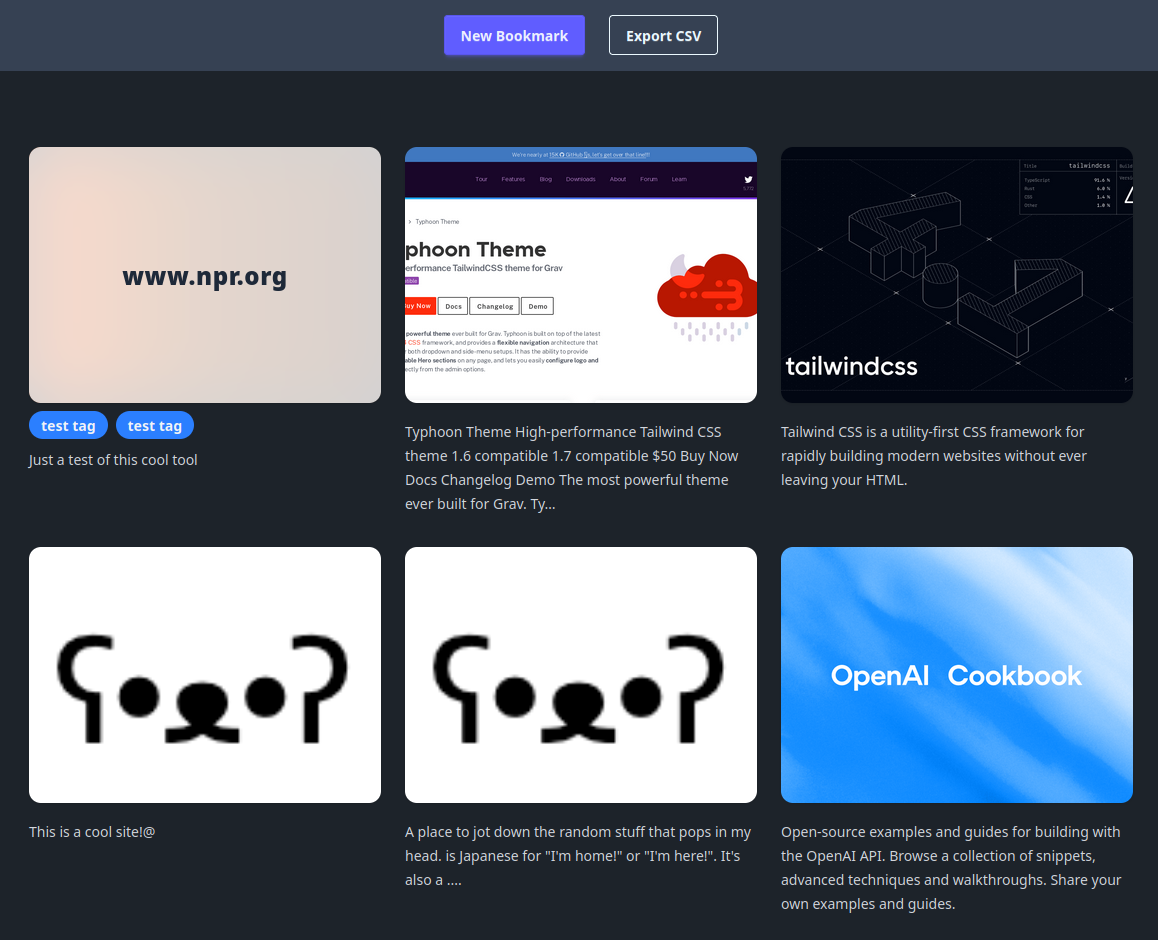 New Bookmark
Export CSV
www.npr.org
test tag
test tag
Just a test of this cool tool
We're nearly at 15K GitHub ⭐s, let's get over that line!!!
Tour Features Blog Downloads About Forum Learn
Typhoon Theme
phoon Theme
erformance TailwindCSS theme for Grav
Buy Now
Docs
Changelog
Demo
powerful theme ever built for Grav. Typhoon is built on top of the latest
CSS framework, and provides a flexible navigation architecture that
both dropdown and side-menu setups. It has the ability to provide
able Hero sections on any page, and lets you easily configure logo and
ectly from the admin options.
Typhoon Theme High-performance Tailwind CSS
theme 1.6 compatible 1.7 compatible $50 Buy Now
Docs Changelog Demo The most powerful theme
ever built for Grav. Ty...
Title tailwindcss
TypeScript 91.6 %
Rust 6.0 %
CSS 1.4 %
Other 1.0 %
tailwindcss
Tailwind CSS is a utility-first CSS framework for
rapidly building modern websites without ever
leaving your HTML.
This is a cool site!@
A place to jot down the random stuff that pops in my
head. is Japanese for "I'm home!" or "I'm here!". It's
also a ....
OpenAI Cookbook
Open-source examples and guides for building with
the OpenAI API. Browse a collection of snippets,
advanced techniques and walkthroughs. Share your
own examples and guides.